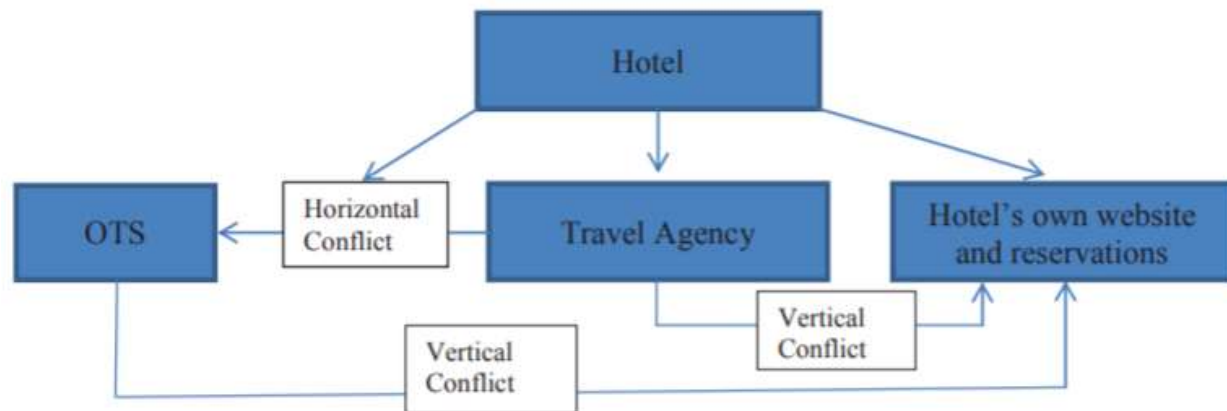 Hotel
OTS
Horizontal
Conflict
Travel Agency
Hotel's own website
and reservations
Vertical
Conflict
Vertical
Conflict